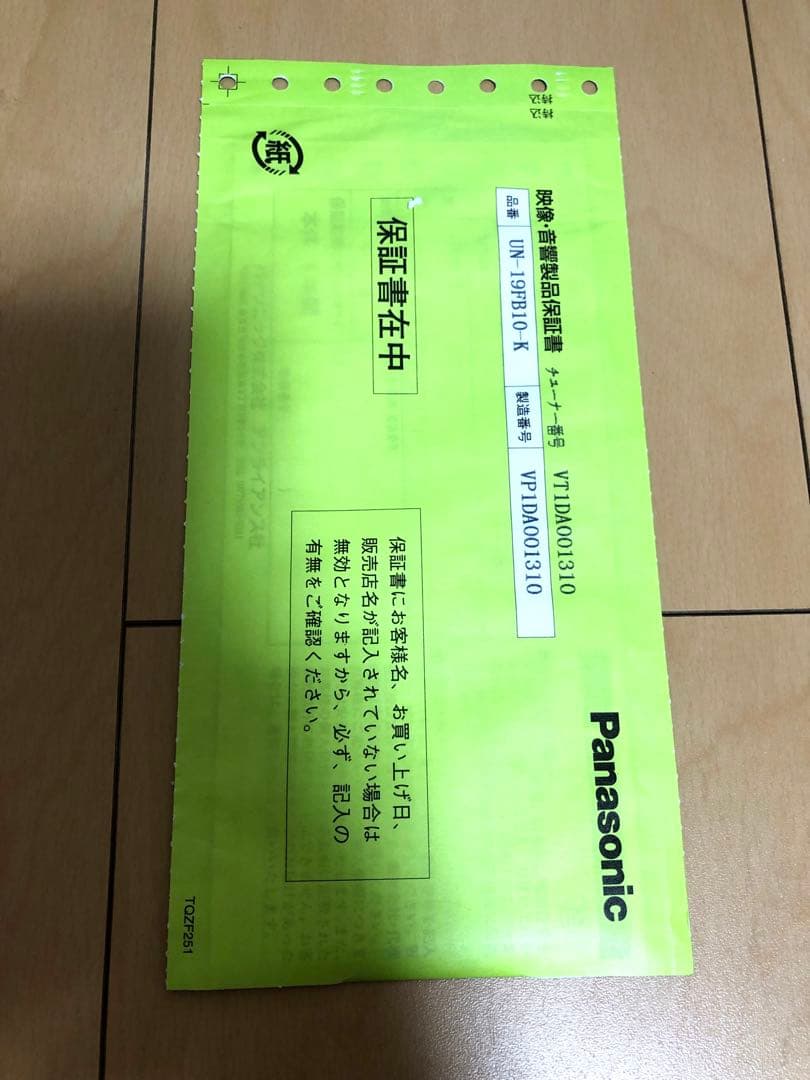 持込
持込
映像・音響製品保証書
チューナー番号 VT1DA001310
品番 UN-19FB10-K 製造番号 VP1DA001310
Panasonic
保証書在中
紙
保証書にお客様名、お買い上げ日、
販売店名が記入されていない場合は
無効となりますから、必ず、記入の
有無をご確認ください。
TQZF251